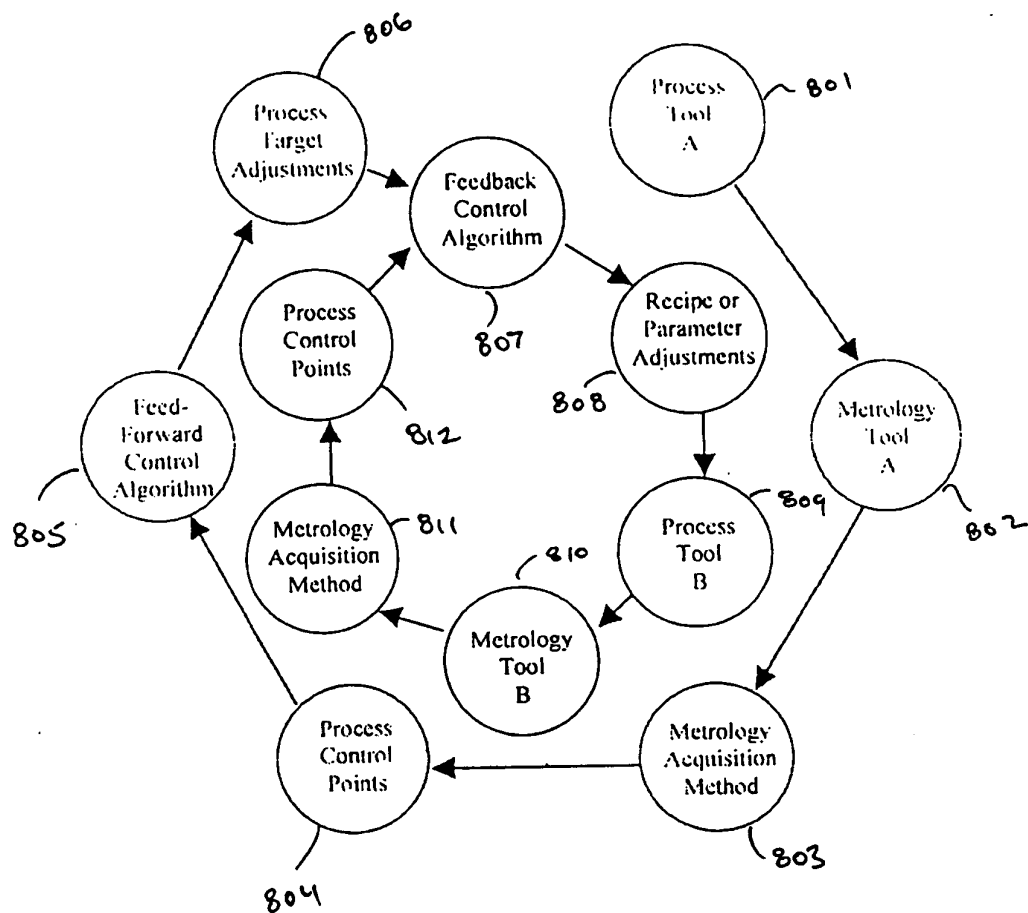 806
Process
Target
Adjustments
801
Process
Tool
A
Feedback
Control
Algorithm
807
Process
Control
Points
812
Recipe or
Parameter
Adjustments
808
Feed-
Forward
Control
Algorithm
805
Metrology
Tool
A
802
Metrology
Acquisition
Method
811
809
Process
Tool
B
810
Metrology
Tool
B
Process
Control
Points
804
Metrology
Acquisition
Method
803